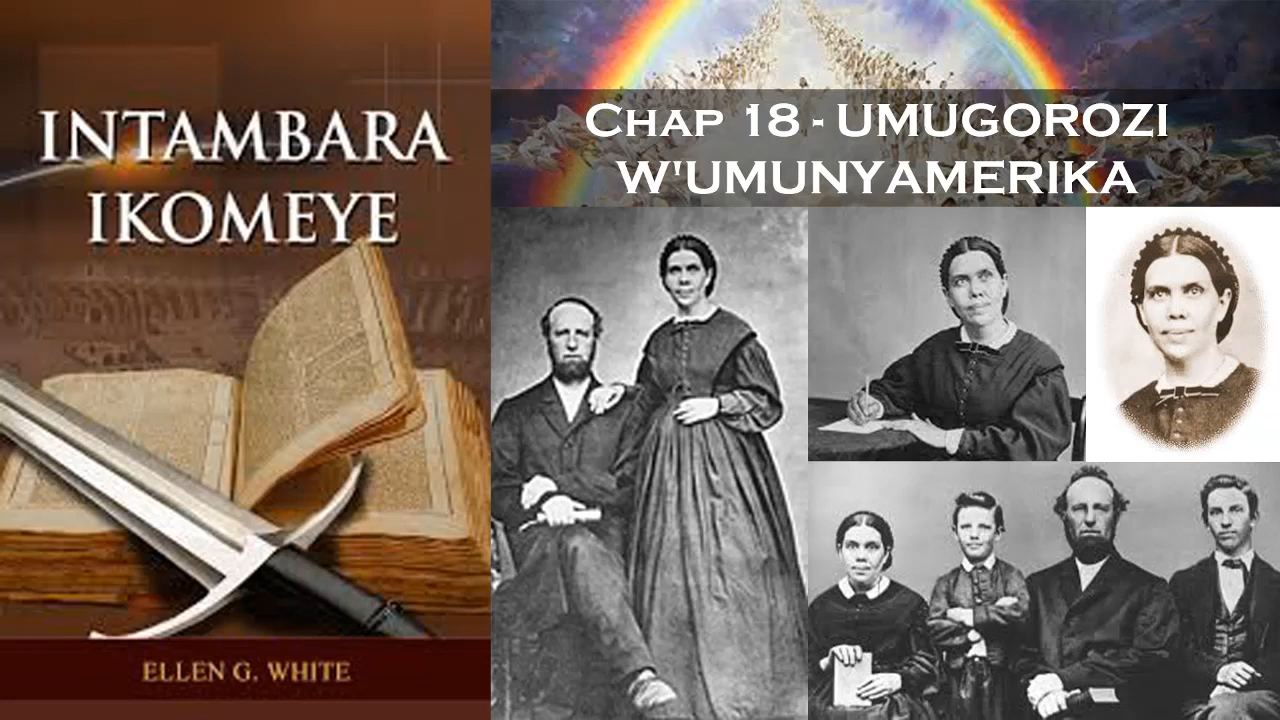 INTAMBARA
IKOMEYE
ELLEN G. WHITE
Chap 18 - UMUGOROZI
W'UMUNYAMERIKA